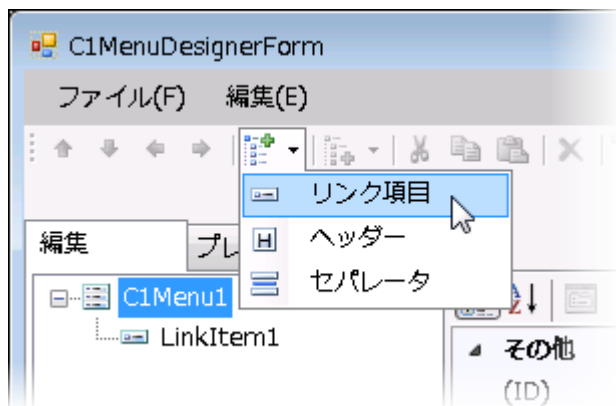 C1MenuDesignerForm
ファイル(F) 編集(E)
リンク項目
ヘッダー
セパレータ
編集
プレ
C1Menu1
LinkItem1
その他
(ID)